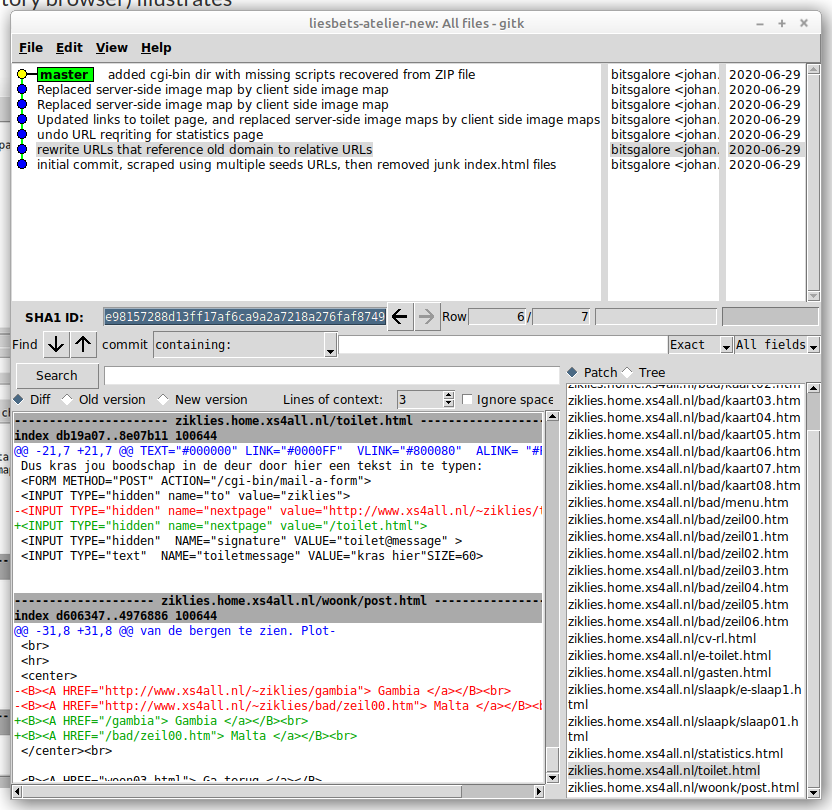 tory browser) illustrates
liesbets-atelier-new: All files - gitk
File Edit View Help
master added cgi-bin dir with missing scripts recovered from ZIP file bitsgalore <johan. 2020-06-29
Replaced server-side image map by client side image map bitsgalore <johan. 2020-06-29
Replaced server-side image map by client side image map bitsgalore <johan. 2020-06-29
Updated links to toilet page, and replaced server-side image maps by client side image maps bitsgalore <johan. 2020-06-29
undo URL reqriting for statistics page bitsgalore <johan. 2020-06-29
rewrite URLs that reference old domain to relative URLs bitsgalore <johan. 2020-06-29
initial commit, scraped using multiple seeds URLs, then removed junk index.html files bitsgalore <johan. 2020-06-29
SHA1 ID: e98157288d13ff17af6ca9a2a7218a276faf8749 Row 6 / 7
Find commit containing: Exact All fields
Search
Patch Tree
Diff Old version New version Lines of context: 3 Ignore space
-------------------- ziklies.home.xs4all.nl/toilet.html -----------------
index db19a07..8e07b11 100644
@@ -21,7 +21,7 @@ TEXT="#000000" LINK="#0000FF" VLINK="#800080" ALINK= "#F
Dus kras jou boodschap in de deur door hier een tekst in te typen:
<FORM METHOD="POST" ACTION="/cgi-bin/mail-a-form">
<INPUT TYPE="hidden" name="to" value="ziklies">
-<INPUT TYPE="hidden" name="nextpage" value="http://www.xs4all.nl/~ziklies/t
+<INPUT TYPE="hidden" name="nextpage" value="/toilet.html">
<INPUT TYPE="hidden" NAME="signature" VALUE="toilet@message" >
<INPUT TYPE="text" NAME="toiletmessage" VALUE="kras hier"SIZE=60>
------------------- ziklies.home.xs4all.nl/woonk/post.html ----------------
index d606347..4976886 100644
@@ -31,8 +31,8 @@ van de bergen te zien. Plot-
<br>
<hr>
<center>
-<B><A HREF="http://www.xs4all.nl/~ziklies/gambia"> Gambia </a></B><br>
-<B><A HREF="http://www.xs4all.nl/~ziklies/bad/zeil00.htm"> Malta </a></B><b
+<B><A HREF="/gambia"> Gambia </a></B><br>
+<B><A HREF="/bad/zeil00.htm"> Malta </a></B><br>
</center><br>
<B><A HREF="woon03.html"> Ga terug </a></B>
ziklies.home.xs4all.nl/bad/kaart02.htm
ziklies.home.xs4all.nl/bad/kaart03.htm
ziklies.home.xs4all.nl/bad/kaart04.htm
ziklies.home.xs4all.nl/bad/kaart05.htm
ziklies.home.xs4all.nl/bad/kaart06.htm
ziklies.home.xs4all.nl/bad/kaart07.htm
ziklies.home.xs4all.nl/bad/kaart08.htm
ziklies.home.xs4all.nl/bad/menu.htm
ziklies.home.xs4all.nl/bad/zeil00.htm
ziklies.home.xs4all.nl/bad/zeil01.htm
ziklies.home.xs4all.nl/bad/zeil02.htm
ziklies.home.xs4all.nl/bad/zeil03.htm
ziklies.home.xs4all.nl/bad/zeil04.htm
ziklies.home.xs4all.nl/bad/zeil05.htm
ziklies.home.xs4all.nl/bad/zeil06.htm
ziklies.home.xs4all.nl/cv-rl.html
ziklies.home.xs4all.nl/e-toilet.html
ziklies.home.xs4all.nl/gasten.html
ziklies.home.xs4all.nl/slaapk/e-slaap1.h
tml
ziklies.home.xs4all.nl/slaapk/slaap01.h
tml
ziklies.home.xs4all.nl/statistics.html
ziklies.home.xs4all.nl/toilet.html
ziklies.home.xs4all.nl/woonk/post.html